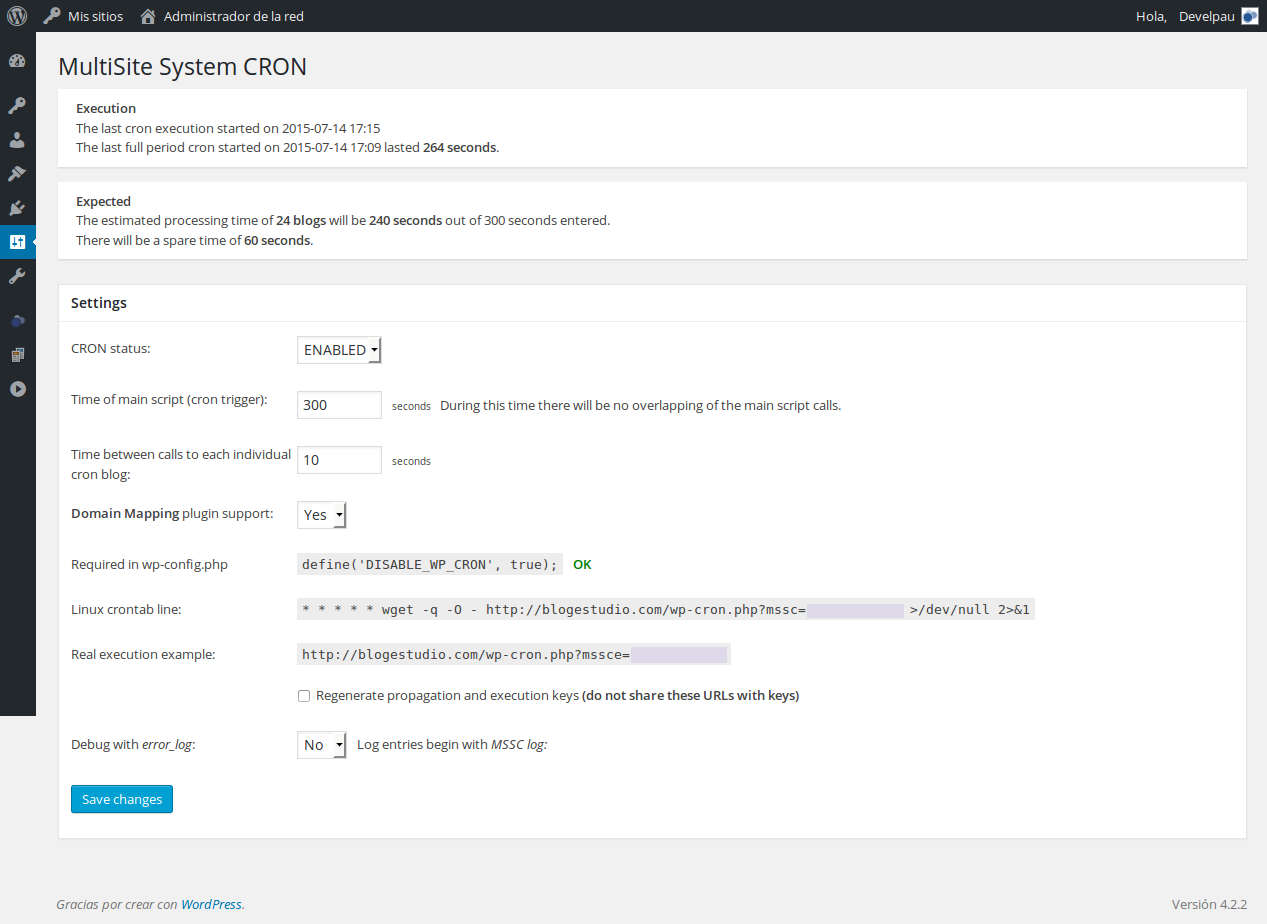 Mis sitios Administrador de la red Hola, Develpau
MultiSite System CRON
Execution
The last cron execution started on 2015-07-14 17:15
The last full period cron started on 2015-07-14 17:09 lasted 264 seconds.
Expected
The estimated processing time of 24 blogs will be 240 seconds out of 300 seconds entered.
There will be a spare time of 60 seconds.
Settings
CRON status: ENABLED
Time of main script (cron trigger): 300 seconds During this time there will be no overlapping of the main script calls.
Time between calls to each individual
cron blog: 10 seconds
Domain Mapping plugin support: Yes
Required in wp-config.php define('DISABLE_WP_CRON', true); OK
Linux crontab line: * * * * * wget -q -O - http://blogestudio.com/wp-cron.php?mssc= >/dev/null 2>&1
Real execution example: http://blogestudio.com/wp-cron.php?mssce=
Regenerate propagation and execution keys (do not share these URLs with keys)
Debug with error_log: No Log entries begin with MSSC log:
Save changes
Gracias por crear con WordPress. Versión 4.2.2